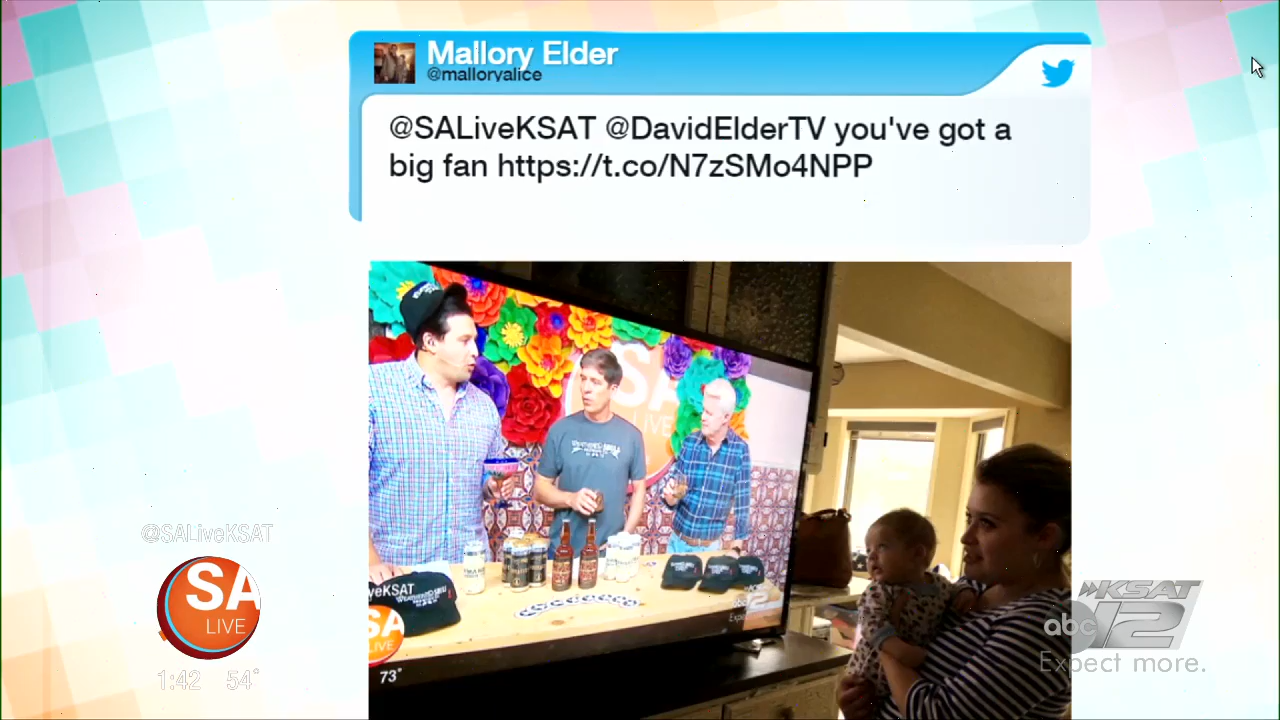 Mallory Elder
@malloryalice
@SALiveKSAT @DavidElderTV you've got a
big fan https://t.co/N7zSMo4NPP
SA
LIVE
73°
@SALiveKSAT
SA
LIVE
1:42 54°
KSAT
abc 12
Expect more.